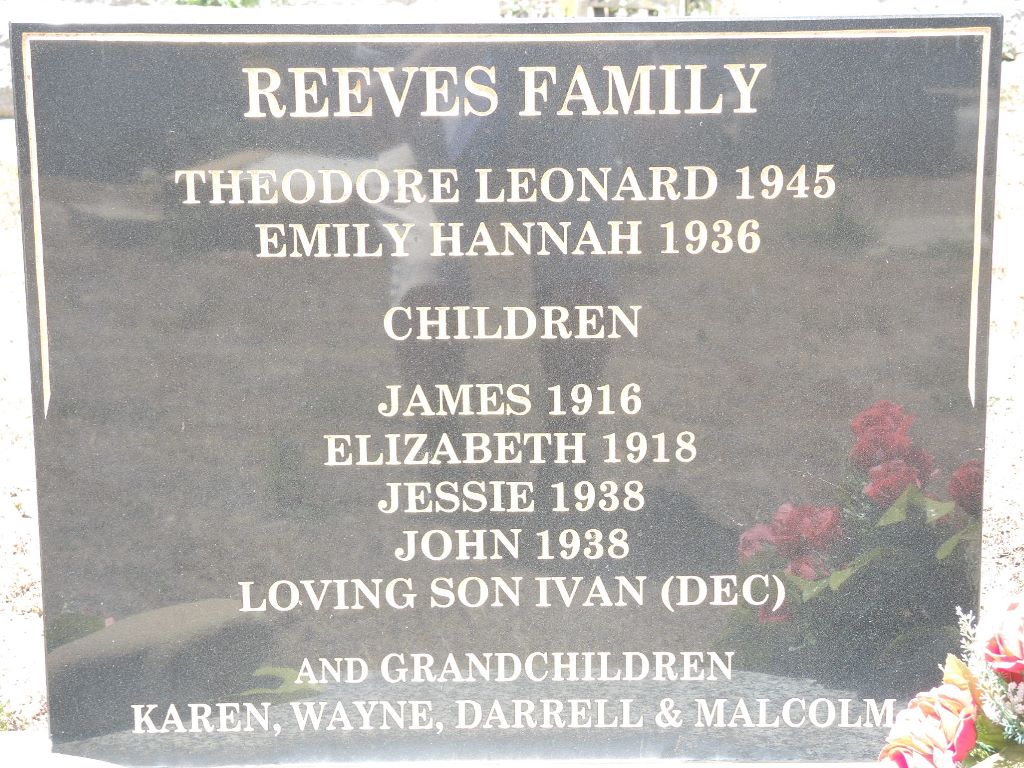 REEVES FAMILY
THEODORE LEONARD 1945
EMILY HANNAH 1936
CHILDREN
JAMES 1916
ELIZABETH 1918
JESSIE 1938
JOHN 1938
LOVING SON IVAN (DEC)
AND GRANDCHILDREN
KAREN, WAYNE, DARRELL & MALCOLM